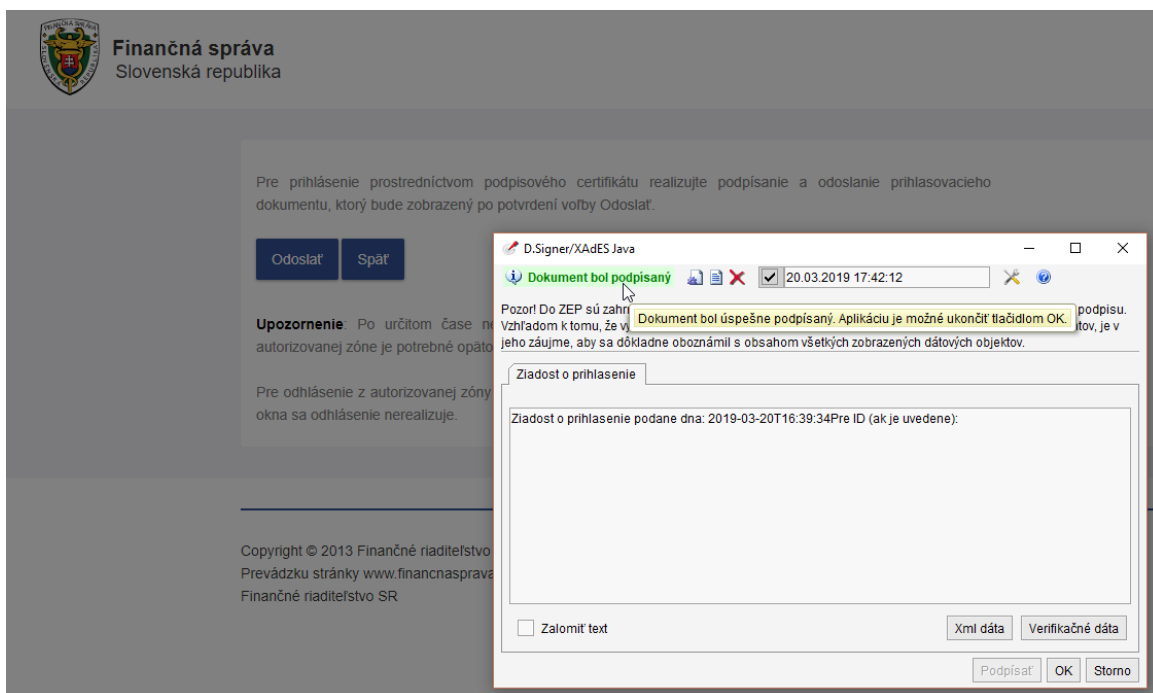 Finančná správa
Slovenská republika
Pre prihlásenie prostredníctvom podpisového certifikátu realizujte podpísanie a odoslanie prihlasovacieho
dokumentu, ktorý bude zobrazený po potvrdení voľby Odoslať.
Odoslať Späť
Upozornenie: Po určitom čase
autorizovanej zóne je potrebné
Pre odhlásenie z autorizovanej zóny
okna sa odhlásenie nerealizuje.
Copyright © 2013 Finančné riaditeľstvo
Prevádzku stránky www.financnasprava
Finančné riaditeľstvo SR
D.Signer/XAdES Java
Dokument bol podpísaný 20.03.2019 17:42:12
Pozor! Do ZEP sú podpisu.
Dokument bol úspešne podpísaný. Aplikáciu je možné ukončiť tlačidlom OK.
Vzhľadom k tomu, že je v
jeho záujme, aby sa dôkladne oboznámil s obsahom všetkých zobrazených dátových objektov.
Ziadost o prihlasenie
Ziadost o prihlasenie podane dna: 2019-03-20T16:39:34Pre ID (ak je uvedene):
Zalomiť text
Xml dáta Verifikačné dáta
Podpísať OK Storno